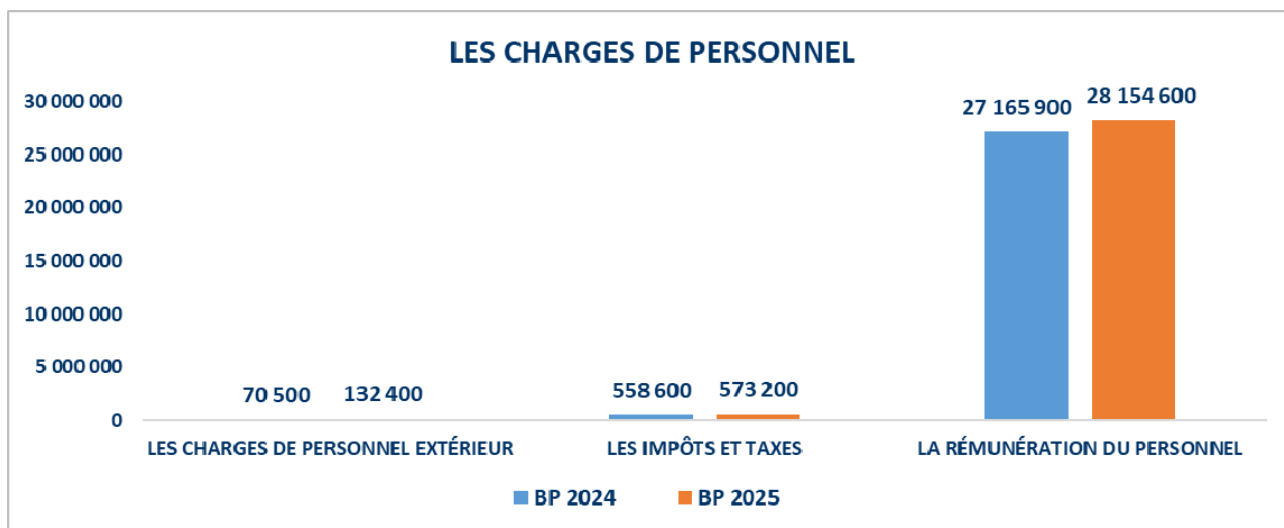 LES CHARGES DE PERSONNEL
30 000 000
25 000 000
20 000 000
15 000 000
10 000 000
5 000 000
0
70 500
132 400
558 600
573 200
27 165 900
28 154 600
LES CHARGES DE PERSONNEL EXTÉRIEUR
LES IMPÔTS ET TAXES
LA RÉMUNÉRATION DU PERSONNEL
BP 2024
BP 2025